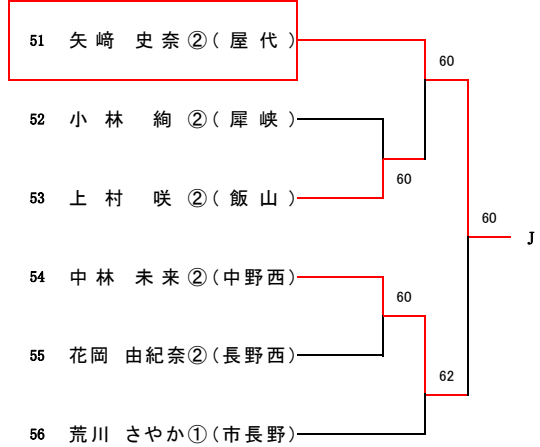 51 矢﨑 史奈②(屋代)
60
52 小林 絢②(犀峡)
60
53 上村 咲②(飯山)
60
J
54 中林 未来②(中野西)
60
55 花岡 由紀奈②(長野西)
62
56 荒川 さやか①(市長野)